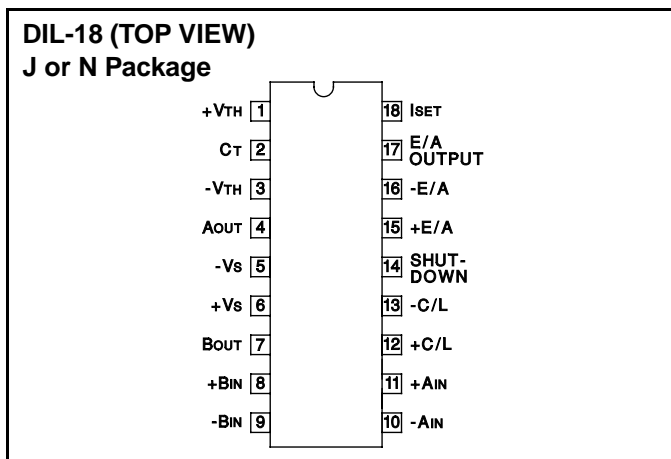 DIL-18 (TOP VIEW)
J or N Package
+VTH 1
CT 2
-VTH 3
AOUT 4
-VS 5
+VS 6
BOUT 7
+BIN 8
-BIN 9
18 ISET
17 E/A OUTPUT
16 -E/A
15 +E/A
14 SHUT-
DOWN
13 -C/L
12 +C/L
11 +AIN
10 -AIN